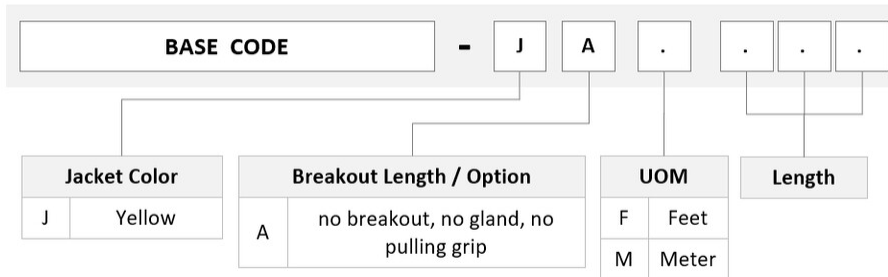 BASE CODE - J A . . . .
Jacket Color
J Yellow
Breakout Length / Option
A no breakout, no gland, no
pulling grip
UOM
F Feet
M Meter
Length